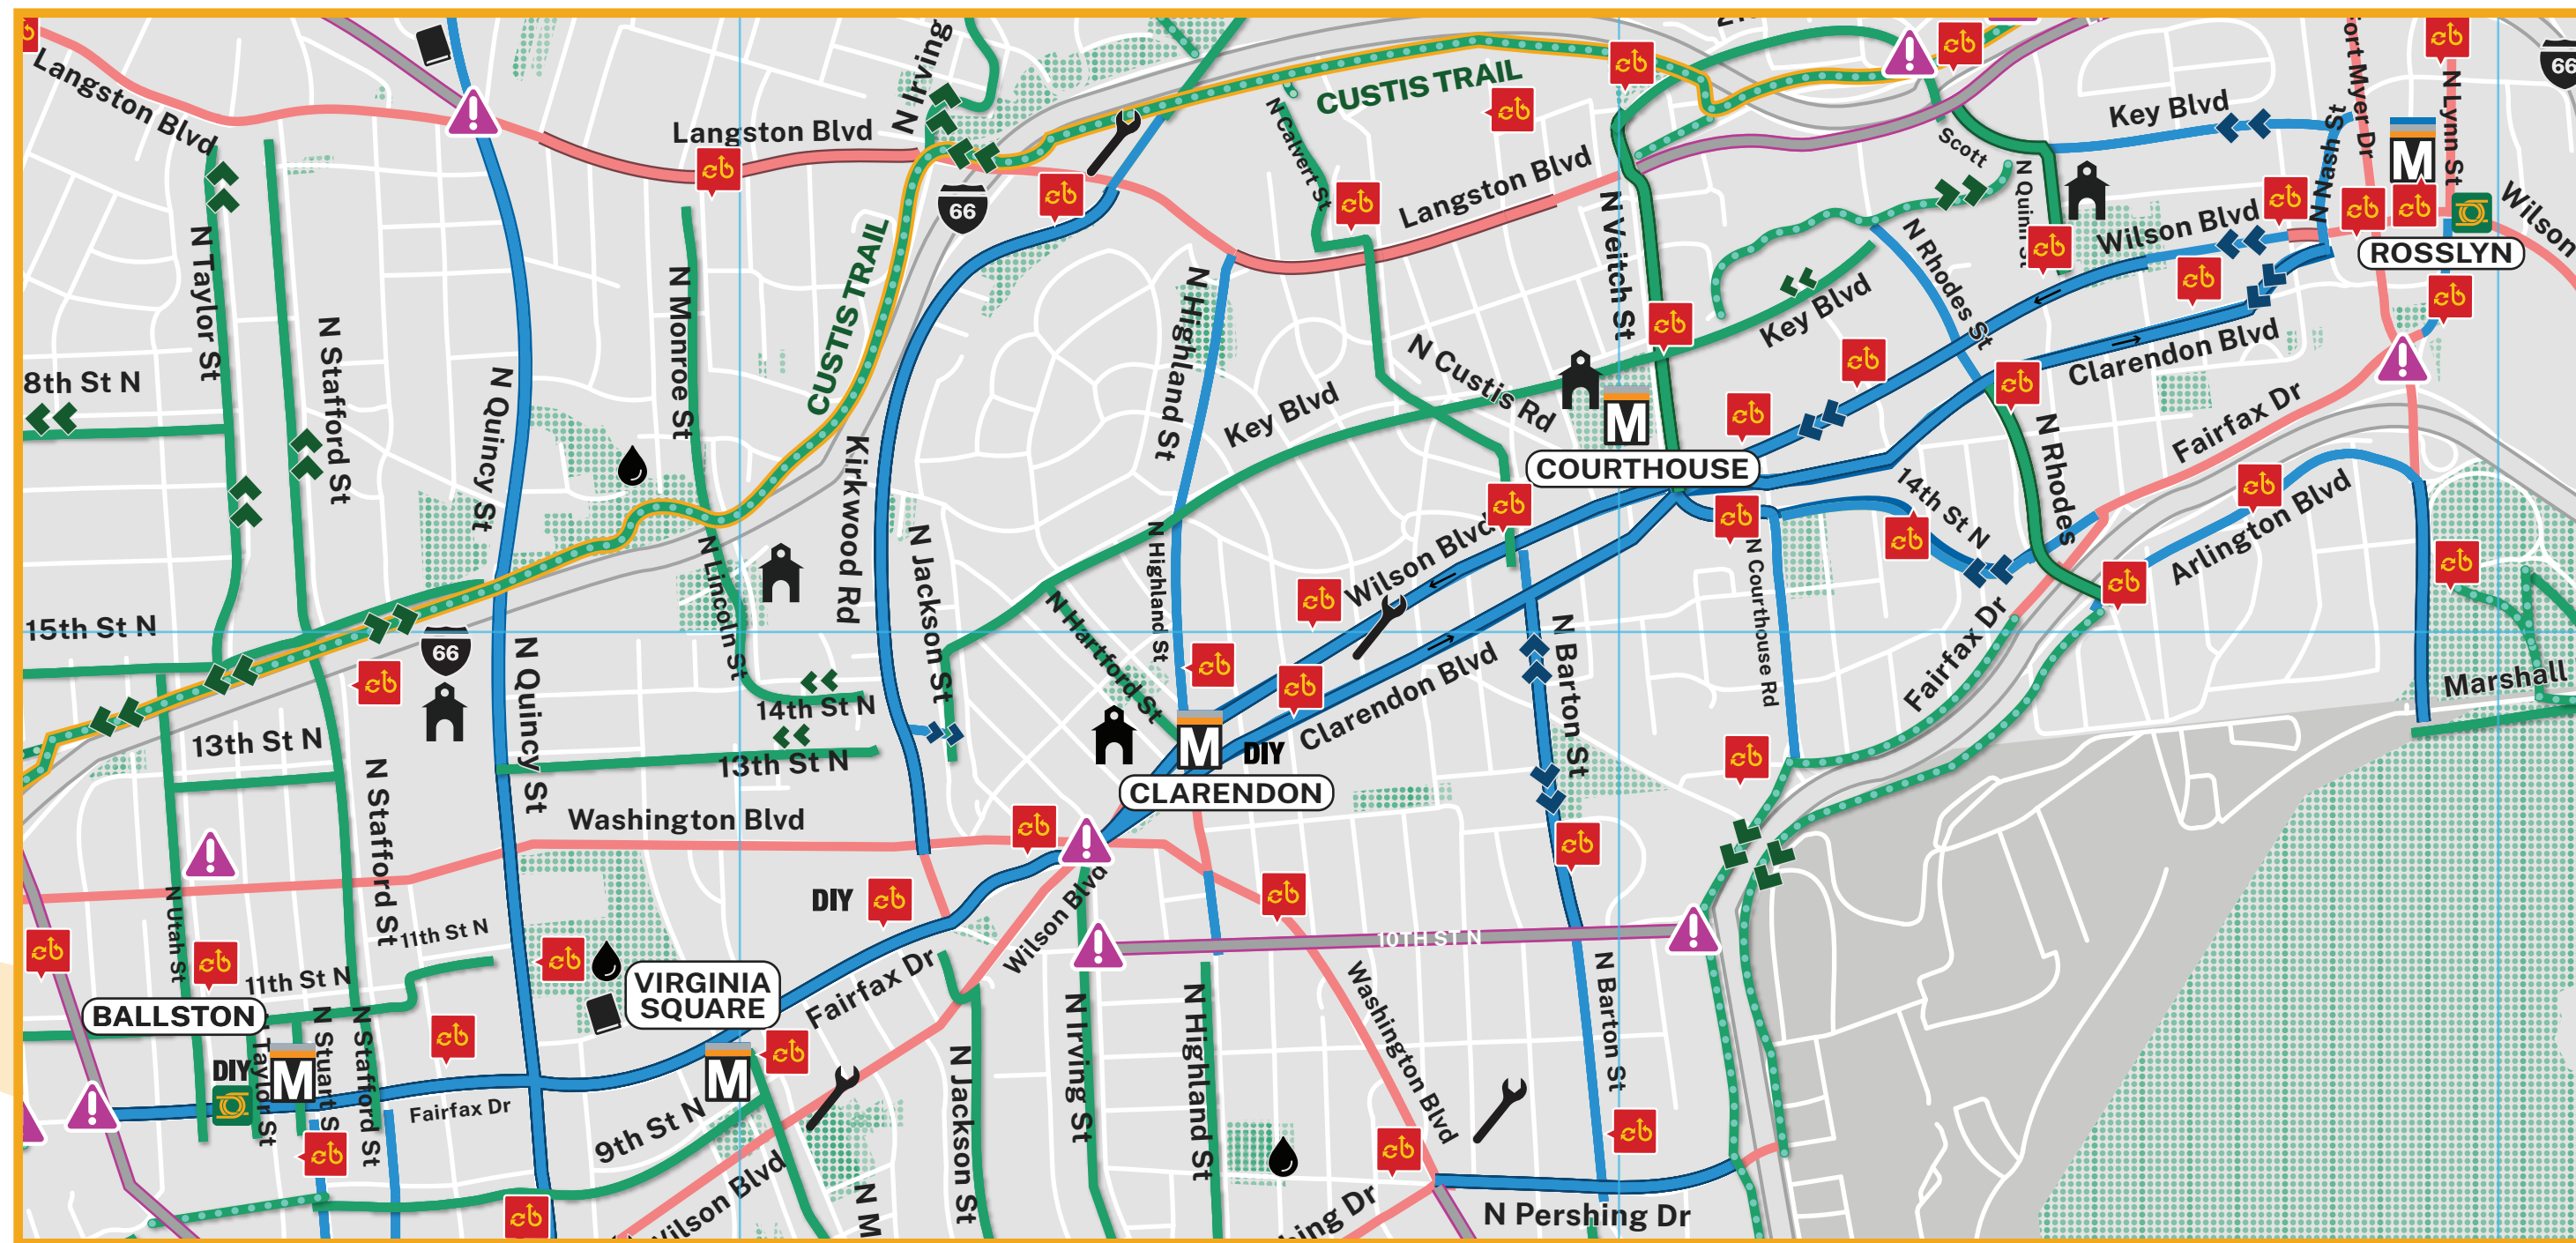 Langston Blvd
N Irving
Langston Blvd
CUSTIS TRAIL
N Calvert St
Langston Blvd
Scott
Key Blvd
N Nash St
ort Myer Dr
N Lynn St
66
M
Wilson
N Quinn St
Wilson Blvd
ROSSLYN
66
N Taylor St
N Stafford St
N Monroe St
CUSTIS TRAIL
N Highland St
N Veitch St
N Rhodes St
Key Blvd
Clarendon Blvd
8th St N
N Quincy St
Kirkwood Rd
Key Blvd
N Custis Rd
M
COURTHOUSE
Fairfax Dr
N Rhodes
14th St N
Arlington Blvd
N Lincoln St
N Jackson St
N Highland St
Wilson Blvd
N Courthouse Rd
15th St N
66
N Hartford St
Clarendon Blvd
N Barton St
Fairfax Dr
Marshall
13th St N
N Quincy St
14th St N
13th St N
M
DIY
CLARENDON
N Stafford St
Washington Blvd
N Utah St
DIY
Wilson Blvd
10TH ST N
11th St N
11th St N
BALLSTON
VIRGINIA
SQUARE
Fairfax Dr
Washington Blvd
N Barton St
DIY
M
Taylor St
N Stuart S
N Stafford St
Fairfax Dr
M
9th St N
Wilson Blvd
N M
N Jackson St
N Irving St
N Highland St
hing Dr
N Pershing Dr